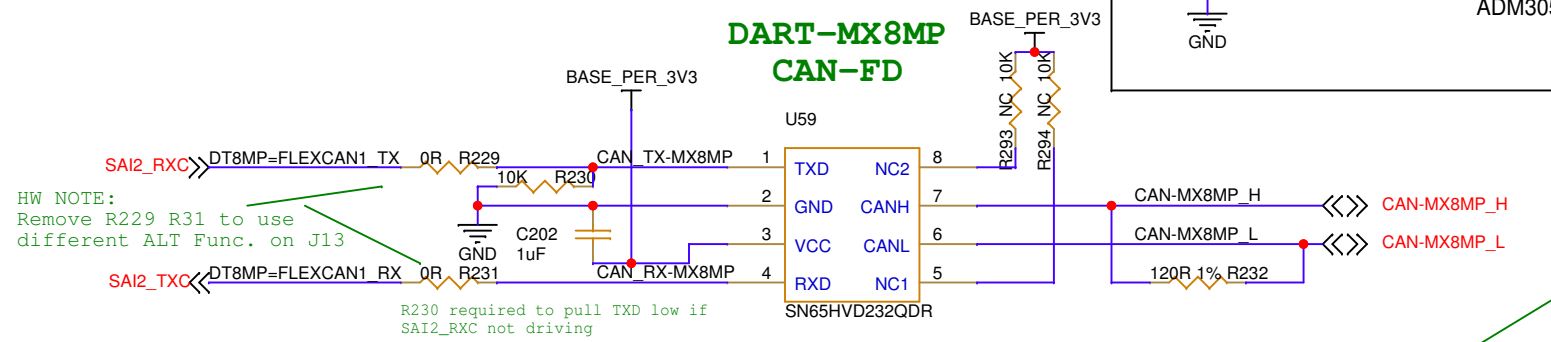 ADM305
GND
DART-MX8MP
CAN-FD
BASE_PER_3V3
BASE_PER_3V3
R293 NC 10K
R294 NC 10K
U59
SAI2_RXC
DT8MP=FLEXCAN1_TX
0R R229
CAN_TX-MX8MP
1
TXD
NC2
8
10K R230
HW NOTE:
Remove R229 R31 to use
different ALT Func. on J13
2
GND
CANH
7
CAN-MX8MP_H
CAN-MX8MP_H
GND
C202
1uF
3
VCC
CANL
6
CAN-MX8MP_L
CAN-MX8MP_L
SAI2_TXC
DT8MP=FLEXCAN1_RX
0R R231
CAN_RX-MX8MP
4
RXD
NC1
5
120R 1% R232
SN65HVD232QDR
R230 required to pull TXD low if
SAI2_RXC not driving